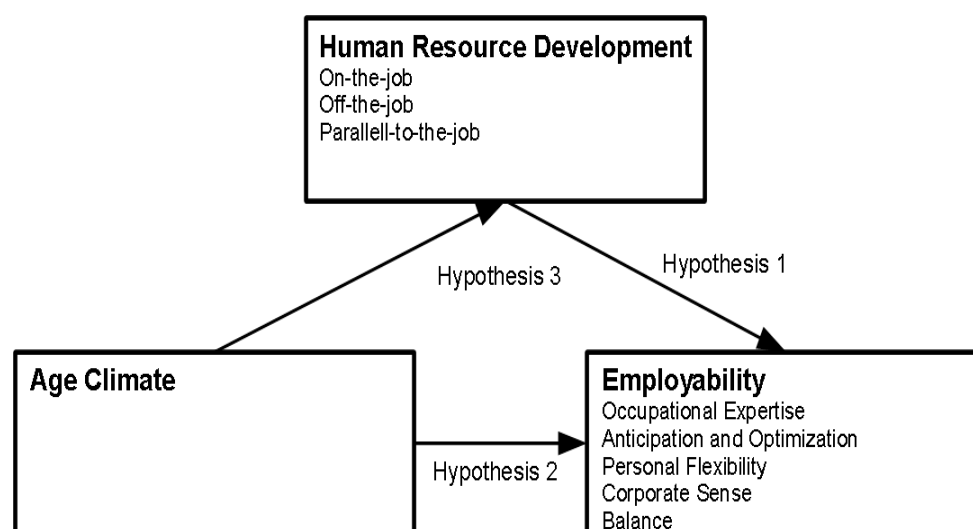 Human Resource Development
On-the-job
Off-the-job
Parallell-to-the-job
Hypothesis 3
Hypothesis 1
Age Climate
Hypothesis 2
Employability
Occupational Expertise
Anticipation and Optimization
Personal Flexibility
Corporate Sense
Balance